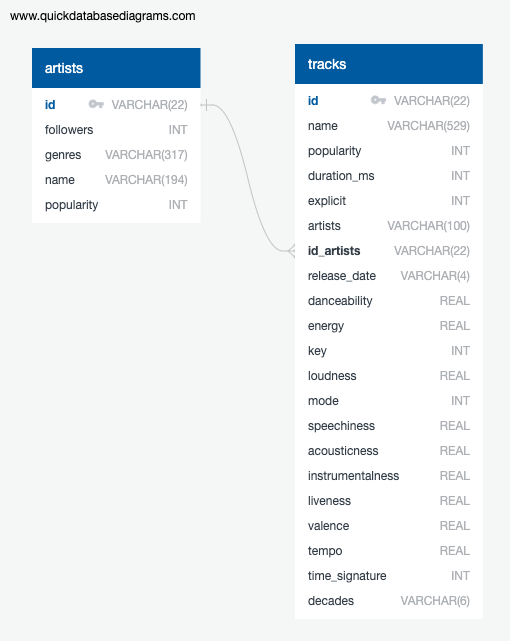 www.quickdatabasediagrams.com
artists
id VARCHAR(22)
followers INT
genres VARCHAR(317)
name VARCHAR(194)
popularity INT
tracks
id VARCHAR(22)
name VARCHAR(529)
popularity INT
duration_ms INT
explicit INT
artists VARCHAR(100)
id_artists VARCHAR(22)
release_date VARCHAR(4)
danceability REAL
energy REAL
key INT
loudness REAL
mode INT
speechiness REAL
acousticness REAL
instrumentalness REAL
liveness REAL
valence REAL
tempo REAL
time_signature INT
decades VARCHAR(6)